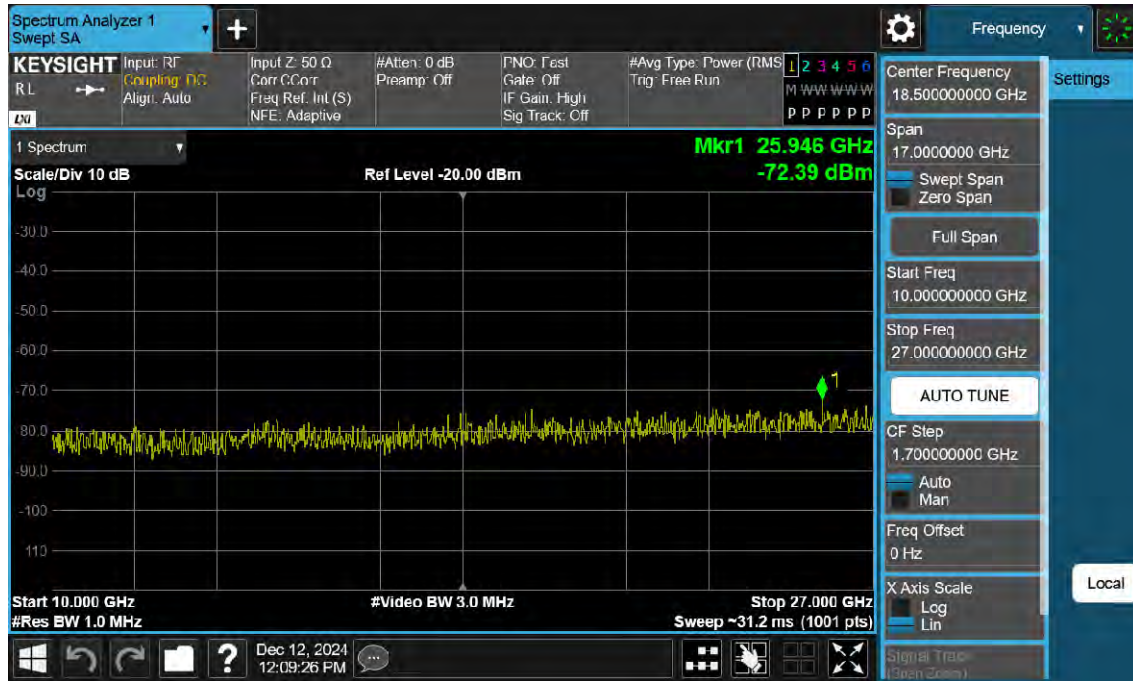 Spectrum Analyzer 1
Swept SA
+
Frequency
KEYSIGHT
RL
LXI
Input: RF
Coupling: DC
Align: Auto
Input Z: 50 Ω
Corr CCorr
Freq Ref: Int (S)
NFE: Adaptive
#Atten: 0 dB
Preamp: Off
PNO: Fast
Gate: Off
IF Gain: High
Sig Track: Off
#Avg Type: Power (RMS
Trig: Free Run
1 2 3 4 5 6
M W W W W W
P P P P P P
1 Spectrum
Scale/Div 10 dB
Ref Level -20.00 dBm
Mkr1 25.946 GHz
-72.39 dBm
Log
-30.0
-40.0
-50.0
-60.0
-70.0
-80.0
-90.0
-100
-110
1
Start 10.000 GHz
#Video BW 3.0 MHz
Stop 27.000 GHz
#Res BW 1.0 MHz
Sweep ~31.2 ms (1001 pts)
?
Dec 12, 2024
12:09:26 PM
Center Frequency
18.500000000 GHz
Settings
Span
17.0000000 GHz
Swept Span
Zero Span
Full Span
Start Freq
10.000000000 GHz
Stop Freq
27.000000000 GHz
AUTO TUNE
CF Step
1.700000000 GHz
Auto
Man
Freq Offset
0 Hz
X Axis Scale
Log
Lin
Local
Signal Track
(Span Zoom)